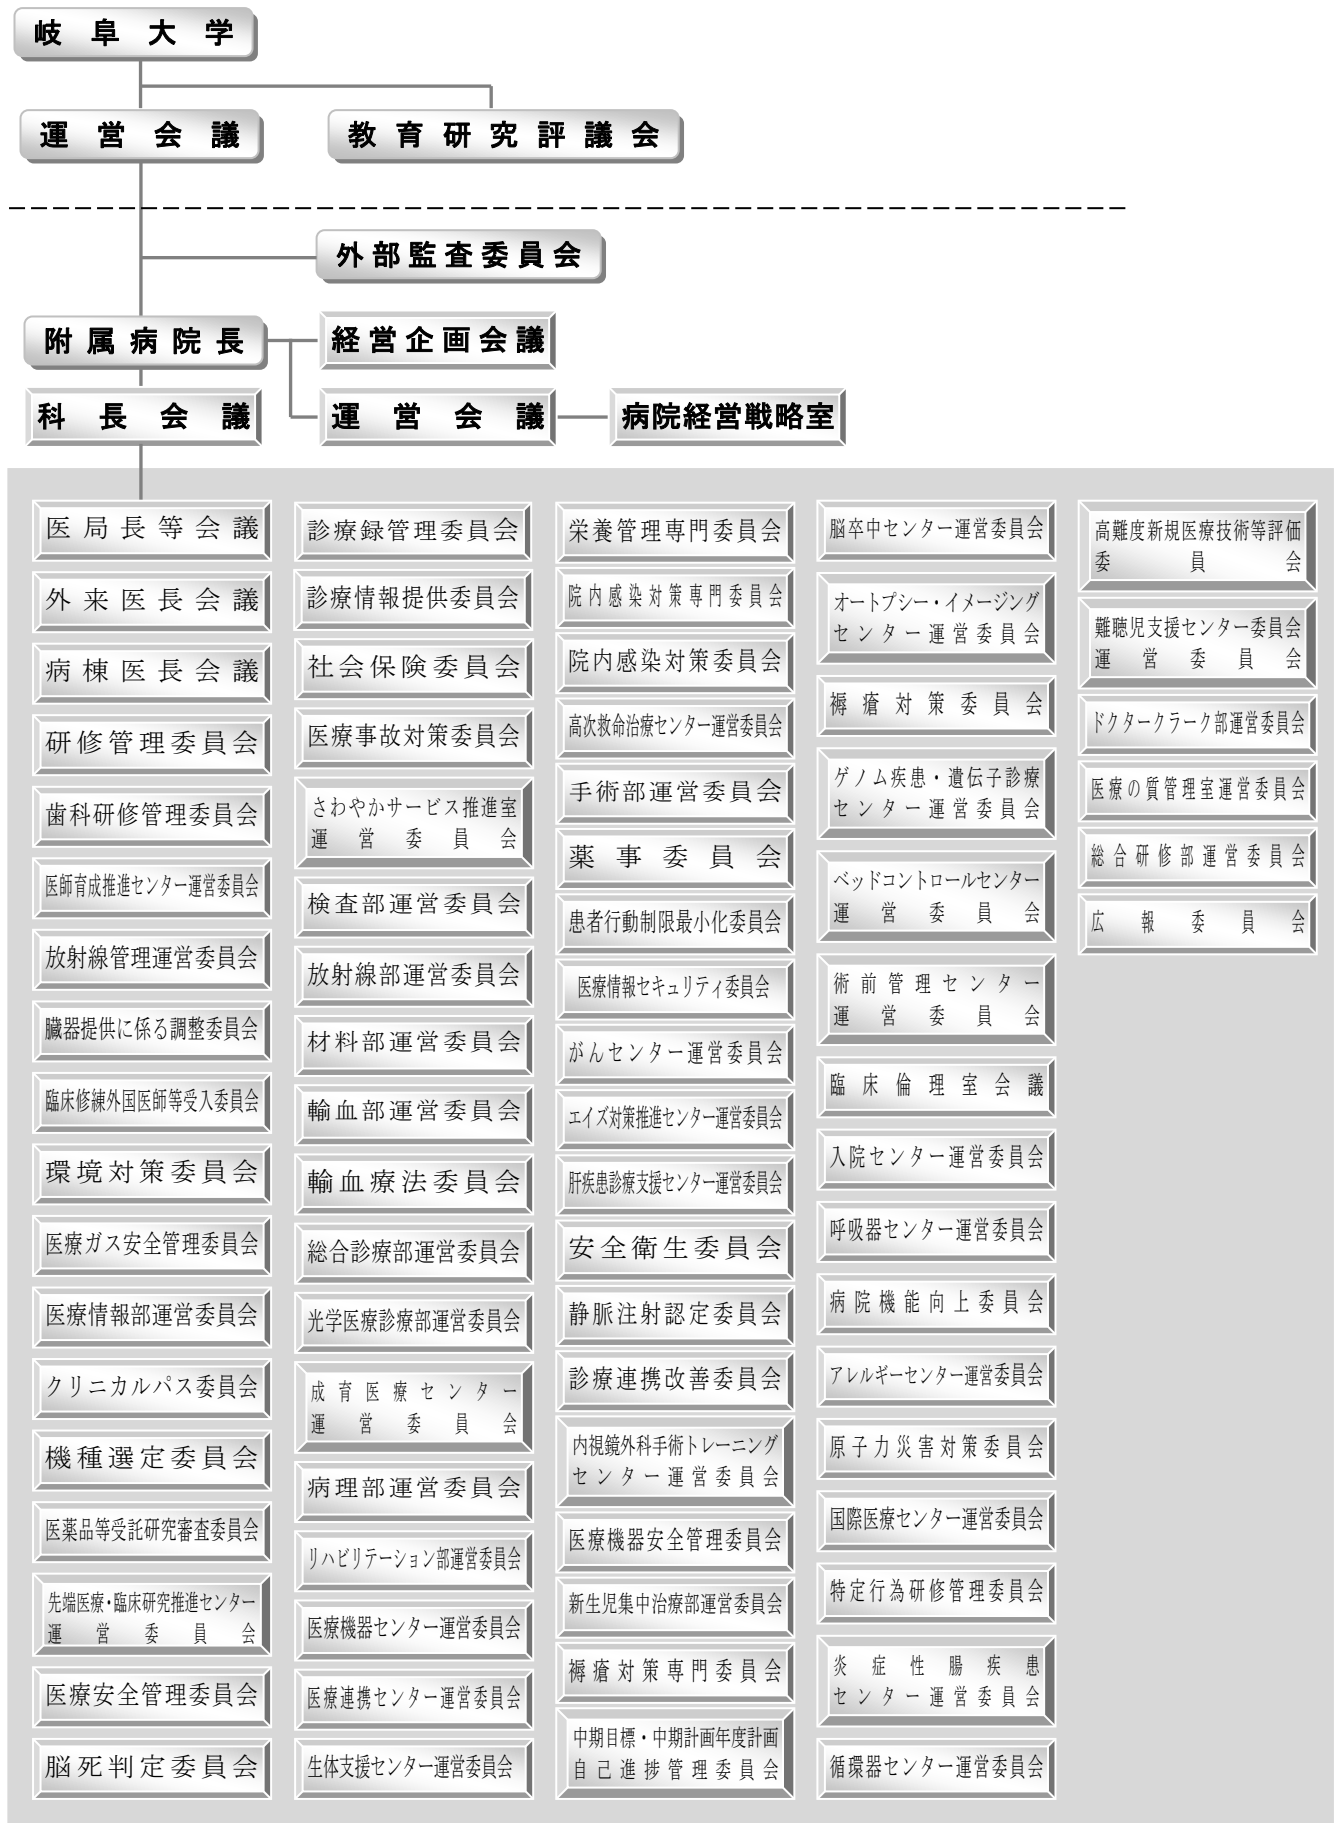 岐阜大学
運営会議
教育研究評議会
外部監査委員会
附属病院長
経営企画会議
科長会議
運営会議
病院経営戦略室
医局長等会議
外来医長会議
病棟医長会議
研修管理委員会
歯科研修管理委員会
医師育成推進センター運営委員会
放射線管理運営委員会
臓器提供に係る調整委員会
臨床修練外国医師等受入委員会
環境対策委員会
医療ガス安全管理委員会
医療情報部運営委員会
クリニカルパス委員会
機種選定委員会
医薬品等受託研究審査委員会
先端医療・臨床研究推進センター
運営委員会
医療安全管理委員会
脳死判定委員会
診療録管理委員会
診療情報提供委員会
社会保険委員会
医療事故対策委員会
さわやかサービス推進室
運営委員会
検査部運営委員会
放射線部運営委員会
材料部運営委員会
輸血部運営委員会
輸血療法委員会
総合診療部運営委員会
光学医療診療部運営委員会
成育医療センター
運営委員会
病理部運営委員会
リハビリテーション部運営委員会
医療機器センター運営委員会
医療連携センター運営委員会
生体支援センター運営委員会
栄養管理専門委員会
院内感染対策専門委員会
院内感染対策委員会
高次救命治療センター運営委員会
手術部運営委員会
薬事委員会
患者行動制限最小化委員会
医療情報セキュリティ委員会
がんセンター運営委員会
エイズ対策推進センター運営委員会
肝疾患診療支援センター運営委員会
安全衛生委員会
静脈注射認定委員会
診療連携改善委員会
内視鏡外科手術トレーニング
センター運営委員会
医療機器安全管理委員会
新生児集中治療部運営委員会
褥瘡対策専門委員会
中期目標・中期計画年度計画
自己進捗管理委員会
脳卒中センター運営委員会
オートプシー・イメージング
センター運営委員会
褥瘡対策委員会
ゲノム疾患・遺伝子診療
センター運営委員会
ベッドコントロールセンター
運営委員会
術前管理センター
運営委員会
臨床倫理室会議
入院センター運営委員会
呼吸器センター運営委員会
病院機能向上委員会
アレルギーセンター運営委員会
原子力災害対策委員会
国際医療センター運営委員会
特定行為研修管理委員会
炎症性腸疾患
センター運営委員会
循環器センター運営委員会
高難度新規医療技術等評価
委員会
難聴児支援センター委員会
運営委員会
ドクタークラーク部運営委員会
医療の質管理室運営委員会
総合研修部運営委員会
広報委員会